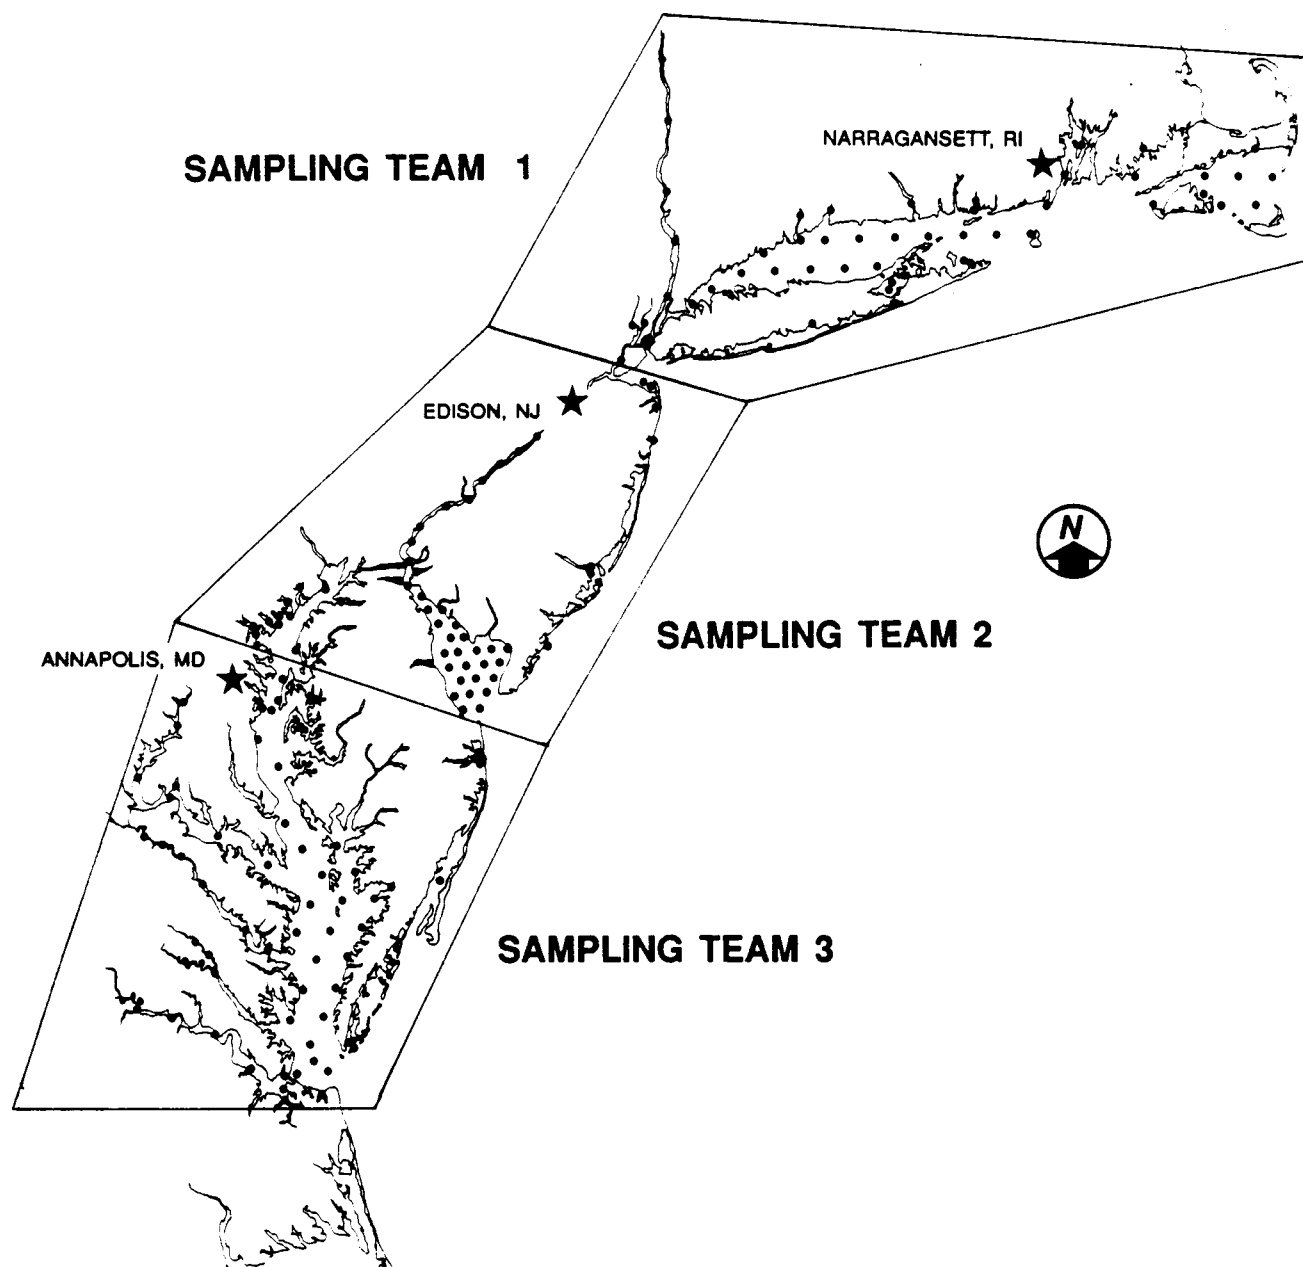 NARRAGANSETT, RI
SAMPLING TEAM 1
EDISON, NJ
N
SAMPLING TEAM 2
ANNAPOLIS, MD
SAMPLING TEAM 3